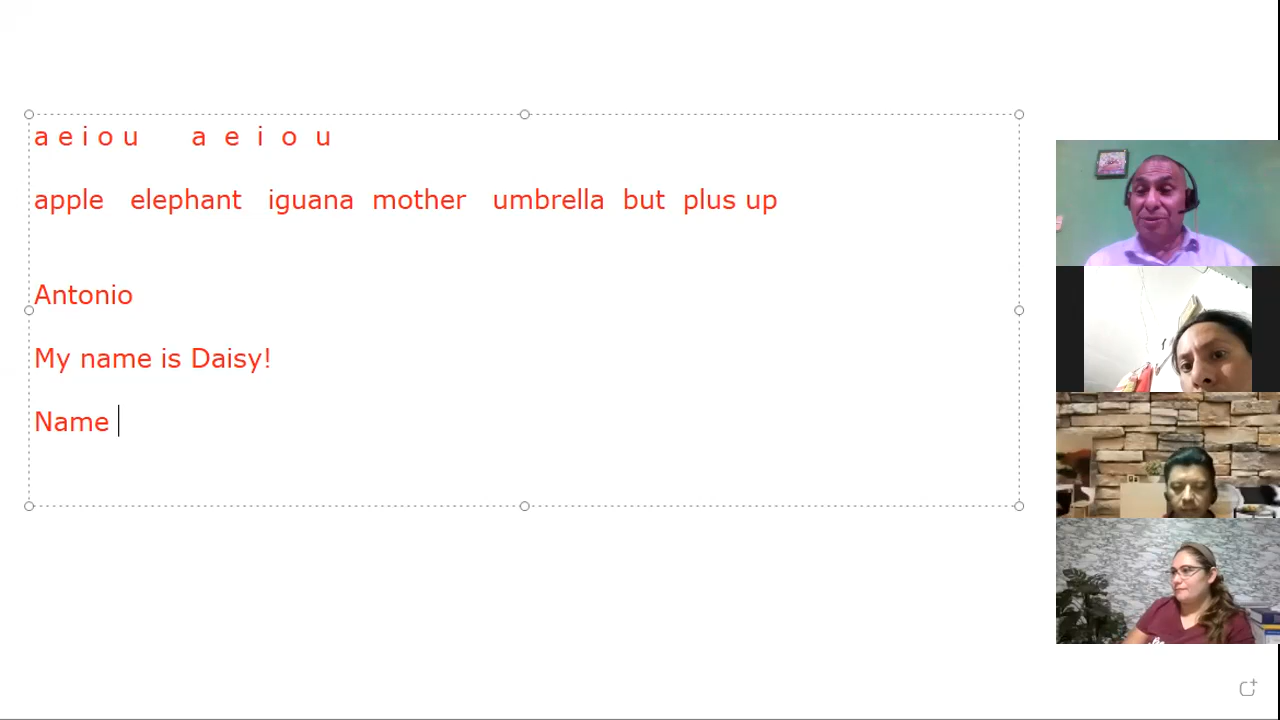 a e i o u a e i o u
apple elephant iguana mother umbrella but plus up
Antonio
My name is Daisy!
Name